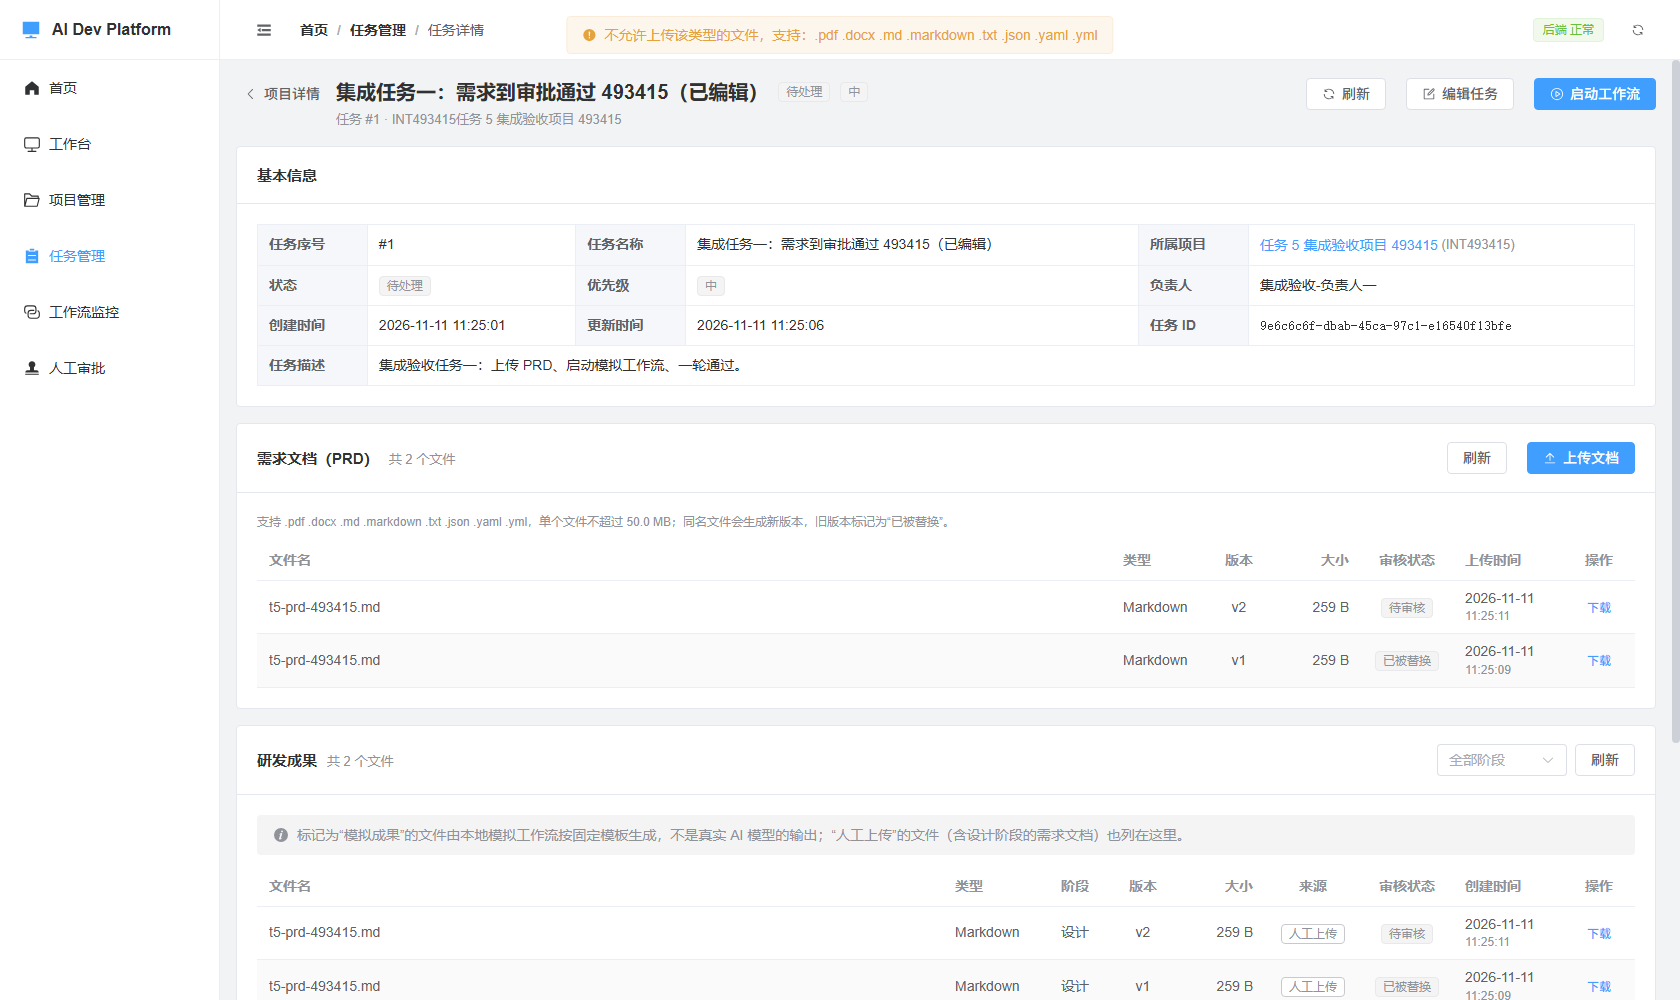 AI Dev Platform
首页 / 任务管理 / 任务详情
不允许上传该类型的文件，支持：.pdf .docx .md .markdown .txt .json .yaml .yml
后端 正常
首页
工作台
项目管理
任务管理
工作流监控
人工审批
项目详情
集成任务一：需求到审批通过 493415（已编辑）
待处理
中
任务 #1 · INT493415任务 5 集成验收项目 493415
刷新
编辑任务
启动工作流
基本信息
任务序号 #1 任务名称 集成任务一：需求到审批通过 493415（已编辑） 所属项目 任务 5 集成验收项目 493415 (INT493415)
状态 待处理 优先级 中 负责人 集成验收-负责人一
创建时间 2026-11-11 11:25:01 更新时间 2026-11-11 11:25:06 任务 ID 9e6c6c6f-dbab-45ca-97c1-e16540f13bfe
任务描述 集成验收任务一：上传 PRD、启动模拟工作流、一轮通过。
需求文档（PRD） 共 2 个文件
刷新
上传文档
支持 .pdf .docx .md .markdown .txt .json .yaml .yml，单个文件不超过 50.0 MB；同名文件会生成新版本，旧版本标记为“已被替换”。
文件名 类型 版本 大小 审核状态 上传时间 操作
t5-prd-493415.md Markdown v2 259 B 待审核 2026-11-11 11:25:11 下载
t5-prd-493415.md Markdown v1 259 B 已被替换 2026-11-11 11:25:09 下载
研发成果 共 2 个文件
全部阶段
刷新
标记为“模拟成果”的文件由本地模拟工作流按固定模板生成，不是真实 AI 模型的输出；“人工上传”的文件（含设计阶段的需求文档）也列在这里。
文件名 类型 阶段 版本 大小 来源 审核状态 创建时间 操作
t5-prd-493415.md Markdown 设计 v2 259 B 人工上传 待审核 2026-11-11 11:25:11 下载
t5-prd-493415.md Markdown 设计 v1 259 B 人工上传 已被替换 2026-11-11 11:25:09 下载